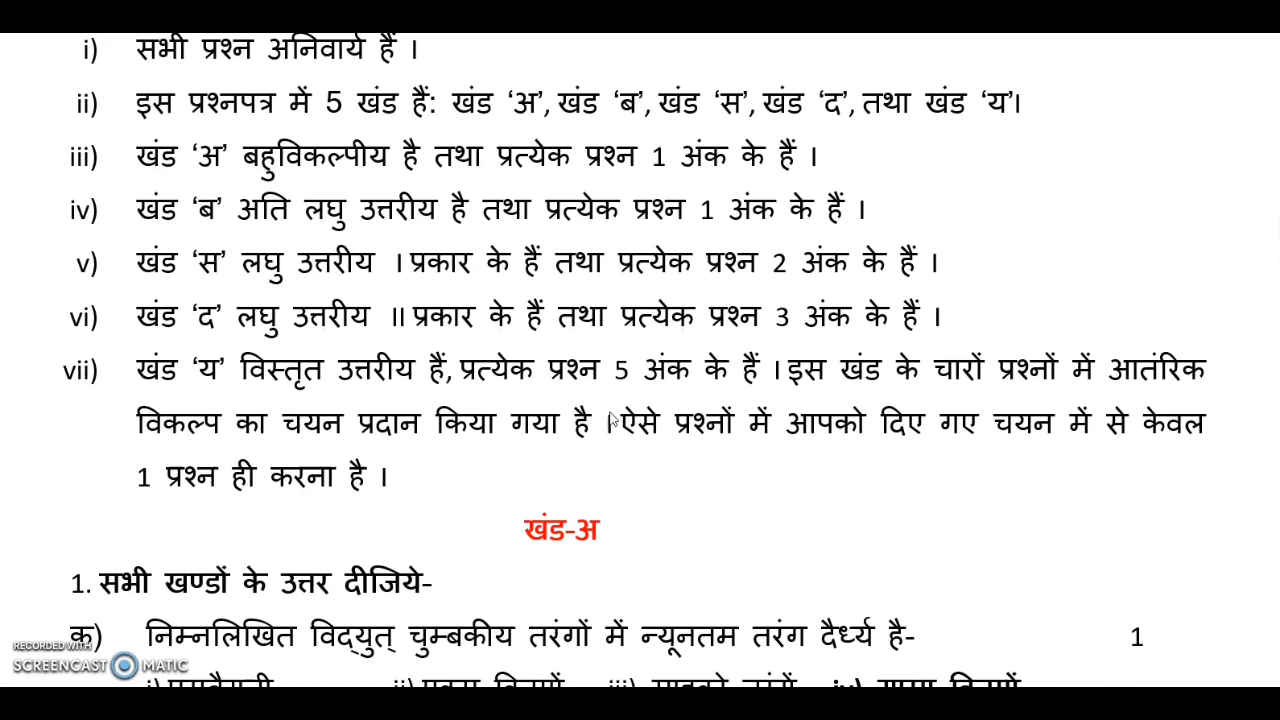 i) सभी प्रश्न अनिवार्य हैं ।
ii) इस प्रश्नपत्र में 5 खंड हैं: खंड ‘अ’, खंड ‘ब’, खंड ‘स’, खंड ‘द’, तथा खंड ‘य’।
iii) खंड ‘अ’ बहुविकल्पीय है तथा प्रत्येक प्रश्न 1 अंक के हैं ।
iv) खंड ‘ब’ अति लघु उत्तरीय है तथा प्रत्येक प्रश्न 1 अंक के हैं ।
v) खंड ‘स’ लघु उत्तरीय I प्रकार के हैं तथा प्रत्येक प्रश्न 2 अंक के हैं ।
vi) खंड ‘द’ लघु उत्तरीय II प्रकार के हैं तथा प्रत्येक प्रश्न 3 अंक के हैं ।
vii) खंड ‘य’ विस्तृत उत्तरीय हैं, प्रत्येक प्रश्न 5 अंक के हैं । इस खंड के चारों प्रश्नों में आतंरिक
विकल्प का चयन प्रदान किया गया है । ऐसे प्रश्नों में आपको दिए गए चयन में से केवल
1 प्रश्न ही करना है ।
खंड-अ
1. सभी खण्डों के उत्तर दीजिये-
क) निम्नलिखित विद्युत् चुम्बकीय तरंगों में न्यूनतम तरंग दैर्ध्य है- 1
RECORDED WITH
SCREENCAST MATIC